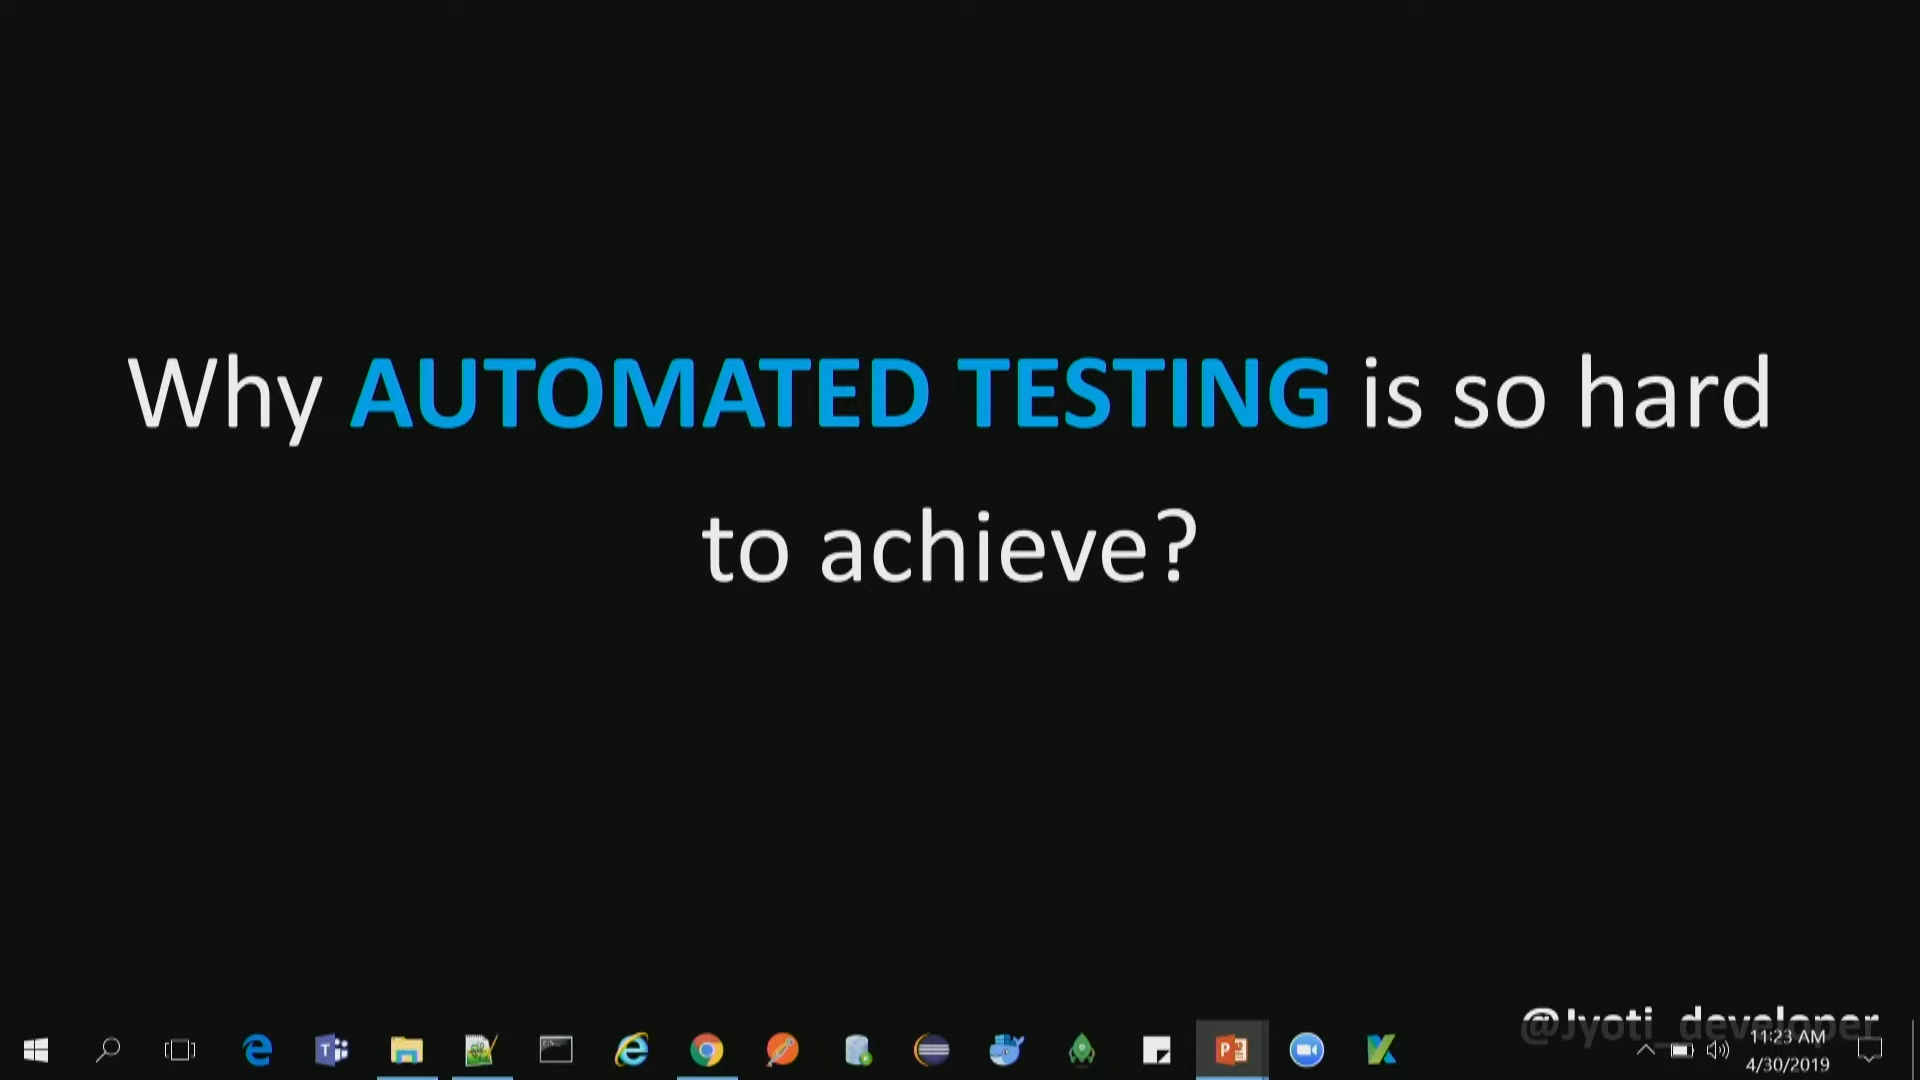 Why AUTOMATED TESTING is so hard
to achieve?
@Jyoti_developer
11:23 AM
4/30/2019